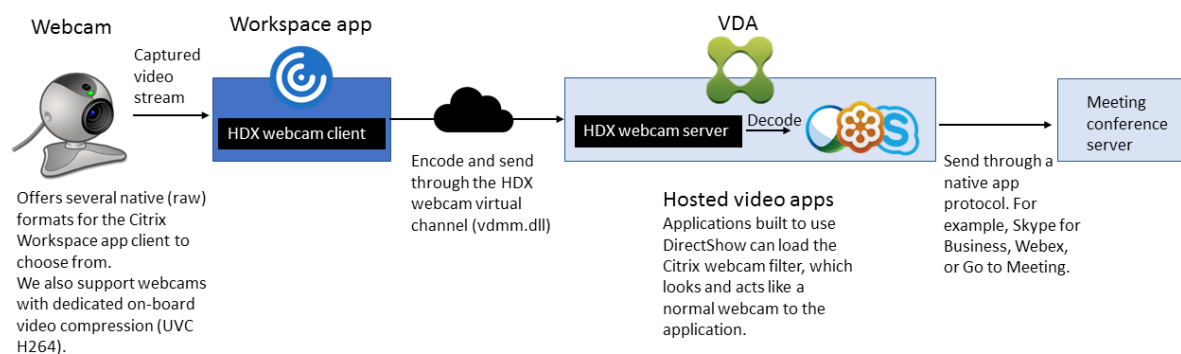 Webcam
Captured
video
stream
Offers several native (raw)
formats for the Citrix
Workspace app client to
choose from.
We also support webcams
with dedicated on-board
video compression (UVC
H264).
Workspace app
HDX webcam client
Encode and send
through the HDX
webcam virtual
channel (vdmm.dll)
VDA
HDX webcam server
Decode
S
Hosted video apps
Applications built to use
DirectShow can load the
Citrix webcam filter, which
looks and acts like a
normal webcam to the
application.
Send through a
native app
protocol. For
example, Skype for
Business, Webex,
or Go to Meeting.
Meeting
conference
server